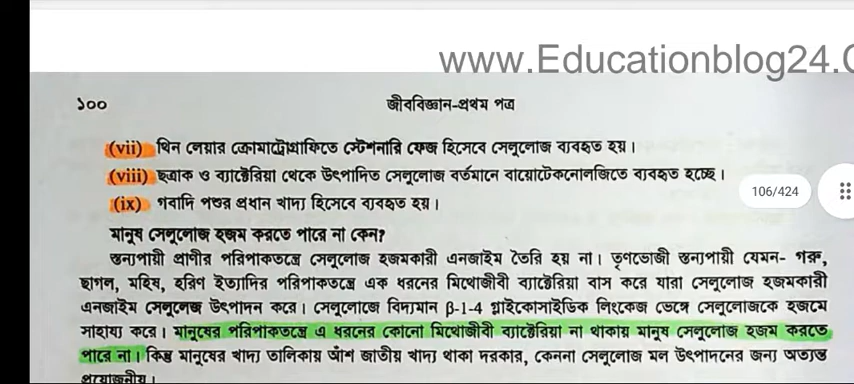 www.Educationblog24.C
১০০ জীববিজ্ঞান-প্রথম পত্র
(vii) থিন লেয়ার ক্রোমাট্রোগ্রাফিতে স্টেশনারি ফেজ হিসেবে সেলুলোজ ব্যবহৃত হয়।
(viii) ছত্রাক ও ব্যাক্টেরিয়া থেকে উৎপাদিত সেলুলোজ বর্তমানে বায়োটেকনোলজিতে ব্যবহৃত হচ্ছে।
106/424
(ix) গবাদি পশুর প্রধান খাদ্য হিসেবে ব্যবহৃত হয়।
মানুষ সেলুলোজ হজম করতে পারে না কেন?
স্তন্যপায়ী প্রাণীর পরিপাকতন্ত্রে সেলুলোজ হজমকারী এনজাইম তৈরি হয় না। তৃণভোজী স্তন্যপায়ী যেমন- গরু,
ছাগল, মহিষ, হরিণ ইত্যাদির পরিপাকতন্ত্রে এক ধরনের মিথোজীবী ব্যাক্টেরিয়া বাস করে যারা সেলুলোজ হজমকারী
এনজাইম সেলুলেজ উৎপাদন করে। সেলুলোজে বিদ্যমান β-1-4 গ্লাইকোসাইডিক লিংকেজ ভেঙ্গে সেলুলোজকে হজমে
সাহায্য করে। মানুষের পরিপাকতন্ত্রে এ ধরনের কোনো মিথোজীবী ব্যাক্টেরিয়া না থাকায় মানুষ সেলুলোজ হজম করতে
পারে না। কিন্তু মানুষের খাদ্য তালিকায় আঁশ জাতীয় খাদ্য থাকা দরকার, কেননা সেলুলোজ মল উৎপাদনের জন্য অত্যন্ত
প্রয়োজনীয়।